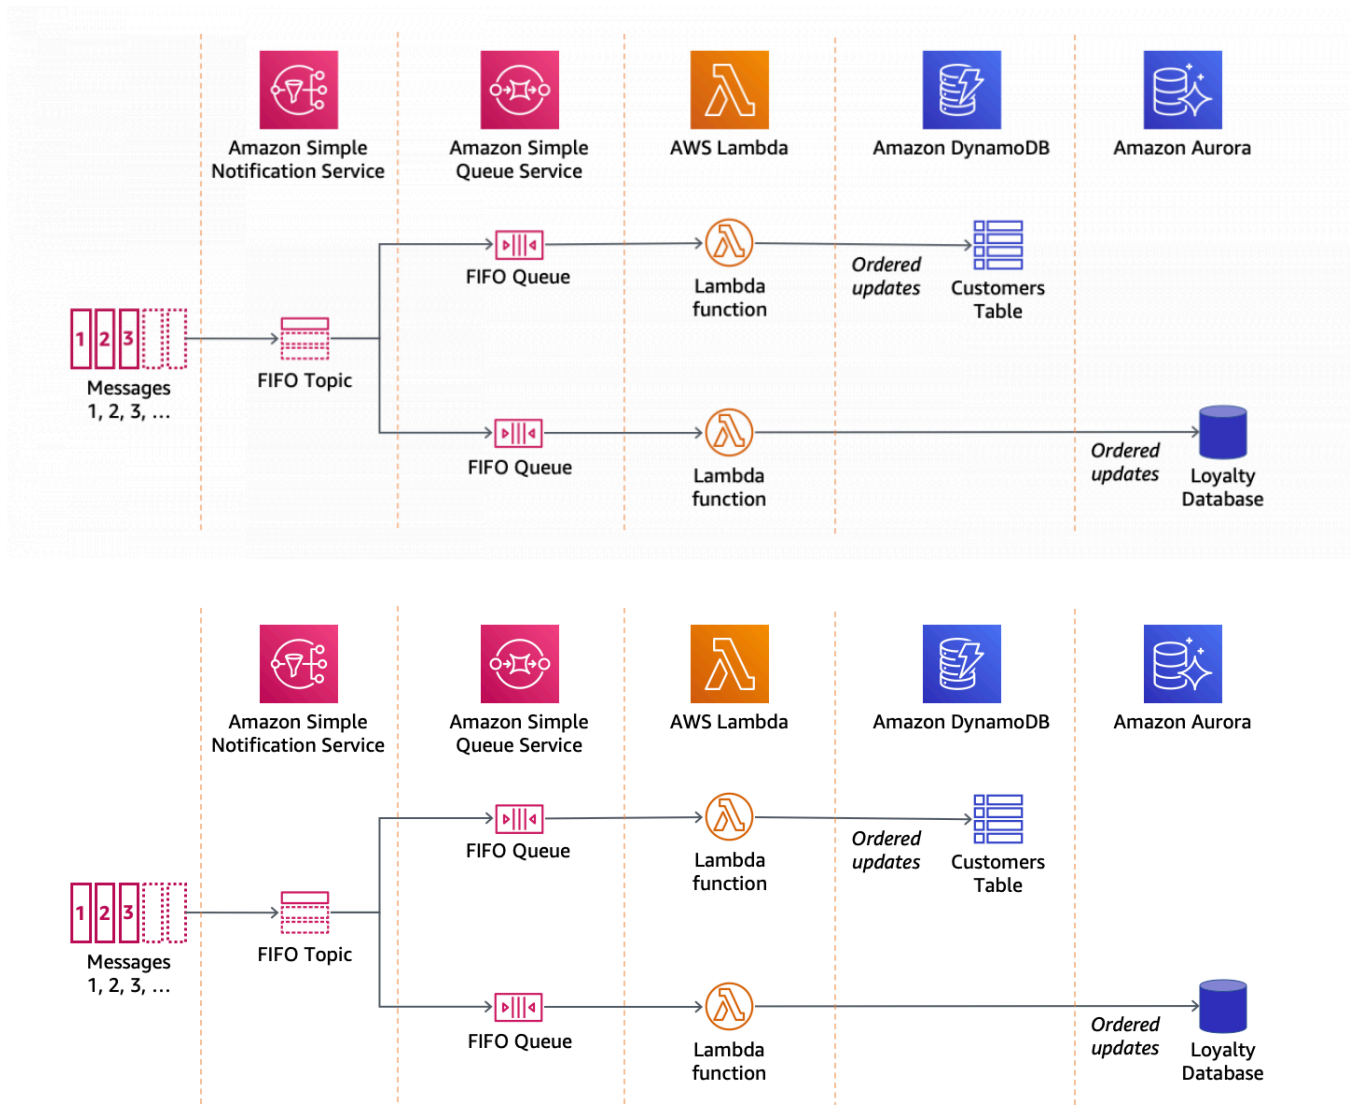 Amazon Simple
Notification Service
Amazon Simple
Queue Service
AWS Lambda
Amazon DynamoDB
Amazon Aurora
FIFO Queue
Lambda
function
Ordered
updates
Customers
Table
1 2 3
Messages
1, 2, 3, ...
FIFO Topic
FIFO Queue
Lambda
function
Ordered
updates
Loyalty
Database
Amazon Simple
Notification Service
Amazon Simple
Queue Service
AWS Lambda
Amazon DynamoDB
Amazon Aurora
FIFO Queue
Lambda
function
Ordered
updates
Customers
Table
1 2 3
Messages
1, 2, 3, ...
FIFO Topic
FIFO Queue
Lambda
function
Ordered
updates
Loyalty
Database